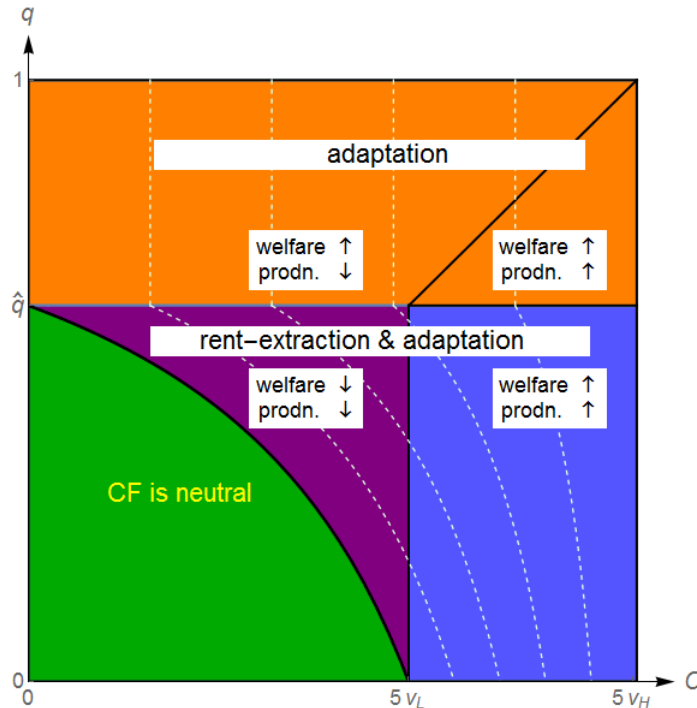 q
1
adaptation
welfare ↑
prodn. ↓
welfare ↑
prodn. ↑
q̂
rent−extraction & adaptation
welfare ↓
prodn. ↓
welfare ↑
prodn. ↑
CF is neutral
0
0
5 v_L
5 v_H